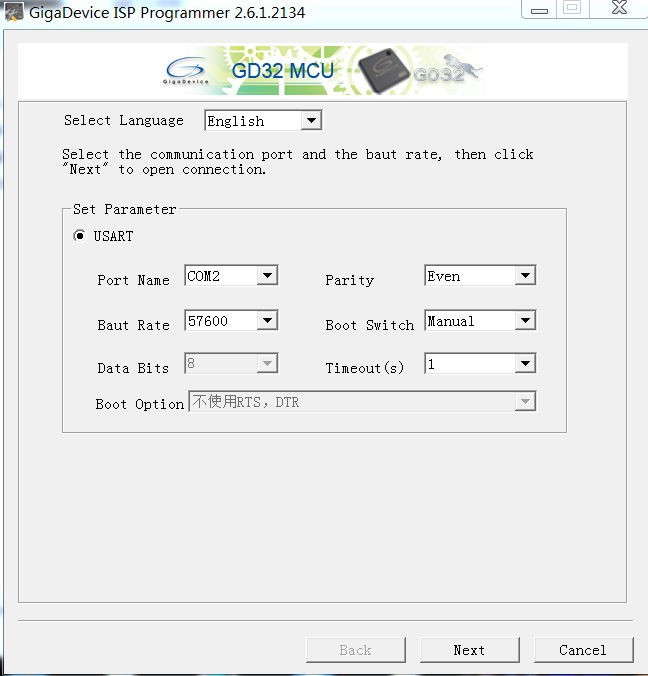 GigaDevice ISP Programmer 2.6.1.2134
GigaDevice
GD32 MCU
GD32
Select Language
English
Select the communication port and the baut rate, then click
"Next" to open connection.
Set Parameter
USART
Port Name
COM2
Parity
Even
Baut Rate
57600
Boot Switch
Manual
Data Bits
8
Timeout(s)
1
Boot Option
不使用RTS，DTR
Back
Next
Cancel